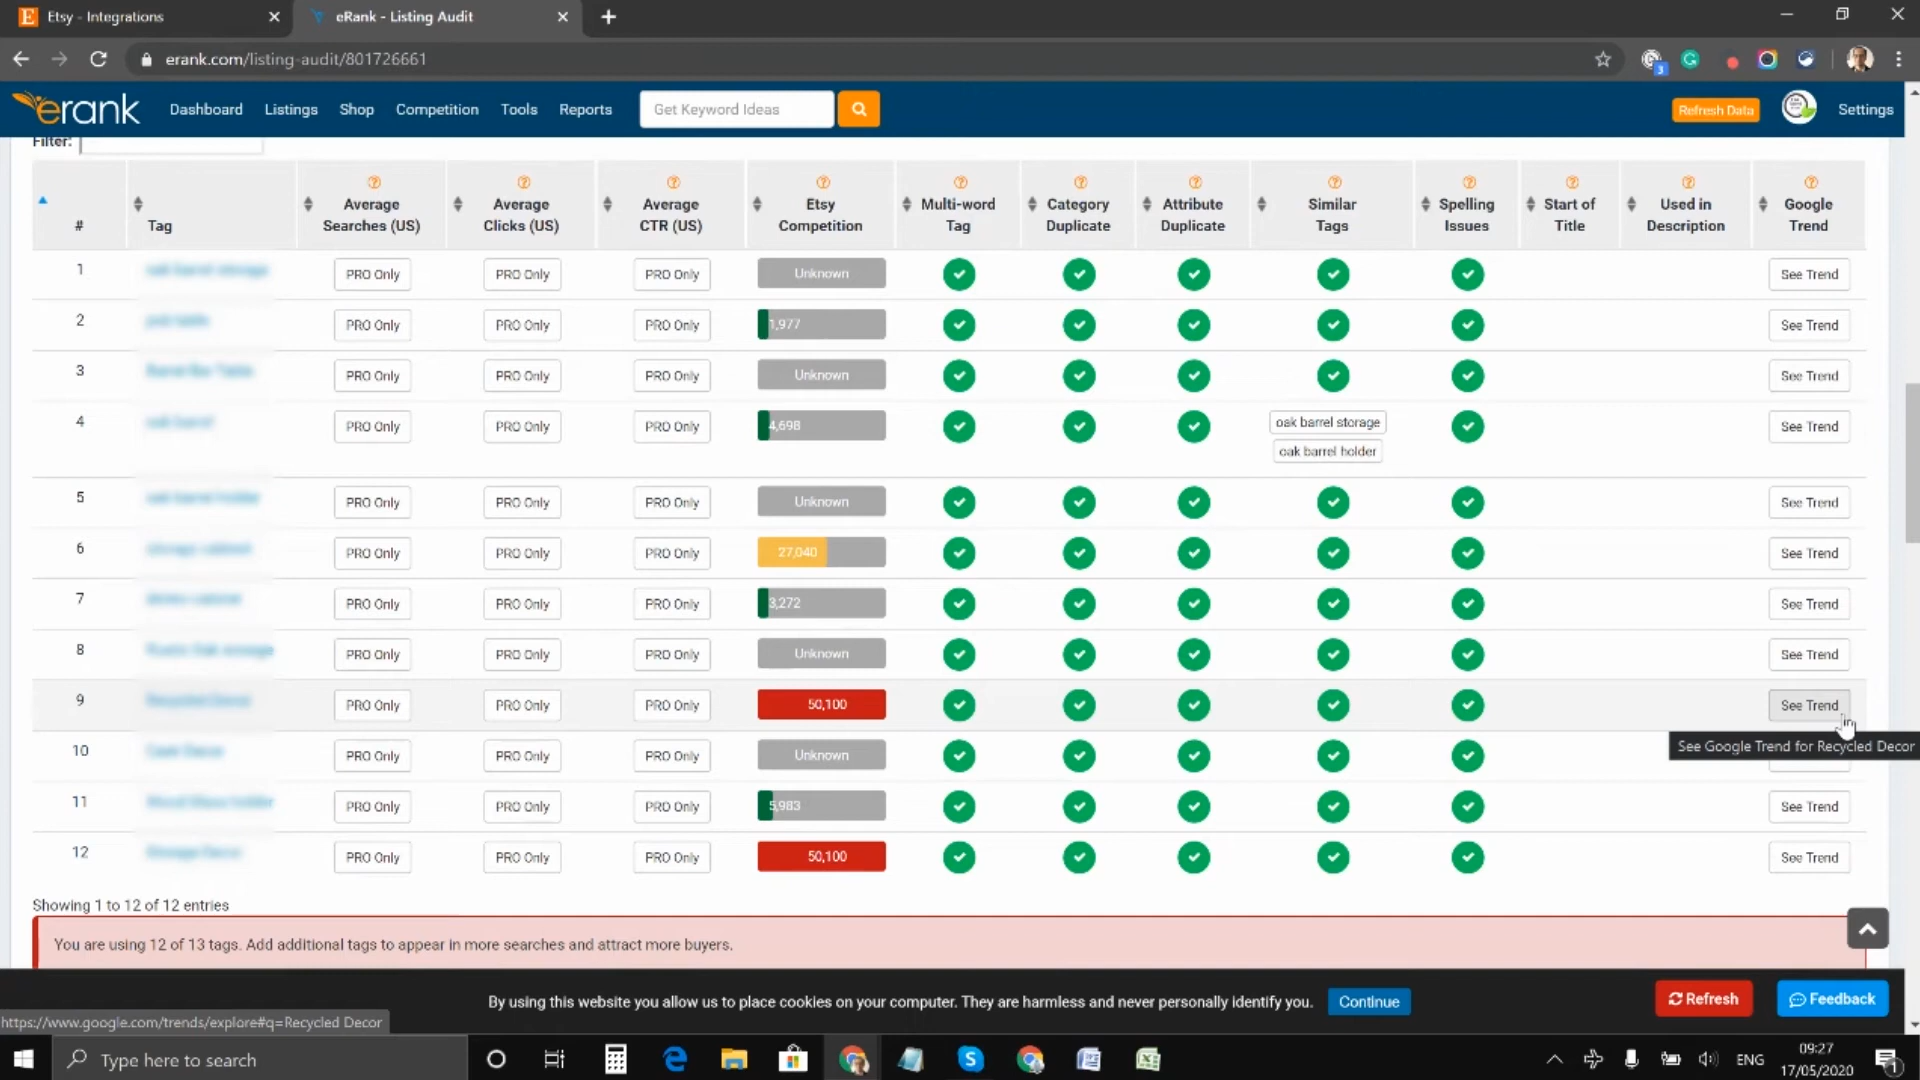 Etsy - Integrations
eRank - Listing Audit
erank.com/listing-audit/801726661
3
erank
Dashboard
Listings
Shop
Competition
Tools
Reports
Get Keyword Ideas
Refresh Data
Settings
Filter:
#
Tag
Average Searches (US)
Average Clicks (US)
Average CTR (US)
Etsy Competition
Multi-word Tag
Category Duplicate
Attribute Duplicate
Similar Tags
Spelling Issues
Start of Title
Used in Description
Google Trend
1 PRO Only PRO Only PRO Only Unknown See Trend
2 PRO Only PRO Only PRO Only 1,977 See Trend
3 PRO Only PRO Only PRO Only Unknown See Trend
4 PRO Only PRO Only PRO Only 4,698 oak barrel storage See Trend
oak barrel holder
5 PRO Only PRO Only PRO Only Unknown See Trend
6 PRO Only PRO Only PRO Only 27,040 See Trend
7 PRO Only PRO Only PRO Only 3,272 See Trend
8 PRO Only PRO Only PRO Only Unknown See Trend
9 PRO Only PRO Only PRO Only 50,100 See Trend
See Google Trend for Recycled Decor
10 PRO Only PRO Only PRO Only Unknown
11 PRO Only PRO Only PRO Only 5,983 See Trend
12 PRO Only PRO Only PRO Only 50,100 See Trend
Showing 1 to 12 of 12 entries
You are using 12 of 13 tags. Add additional tags to appear in more searches and attract more buyers.
By using this website you allow us to place cookies on your computer. They are harmless and never personally identify you.
Continue
Refresh
Feedback
https://www.google.com/trends/explore#q=Recycled Decor
Type here to search
ENG
09:27
17/05/2020
1